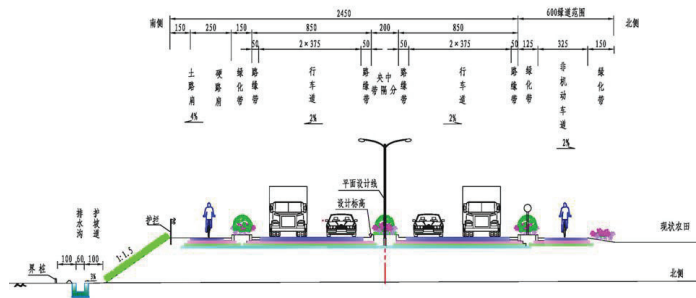 2450
600绿道范围
南侧
北侧
150 250 150 850 200 850 125 325 150
50 2×375 50 50 2×375 50
土路肩
硬路肩
绿化带
路缘带
行车道
路缘带
中央分隔带
路缘带
行车道
路缘带
绿化带
非机动车道
绿化带
4%
2%
2%
2%
平面设计线
设计标高
护栏
排水沟
护坡道
1:1.5
现状农田
界桩
100 60 100
3%
北侧